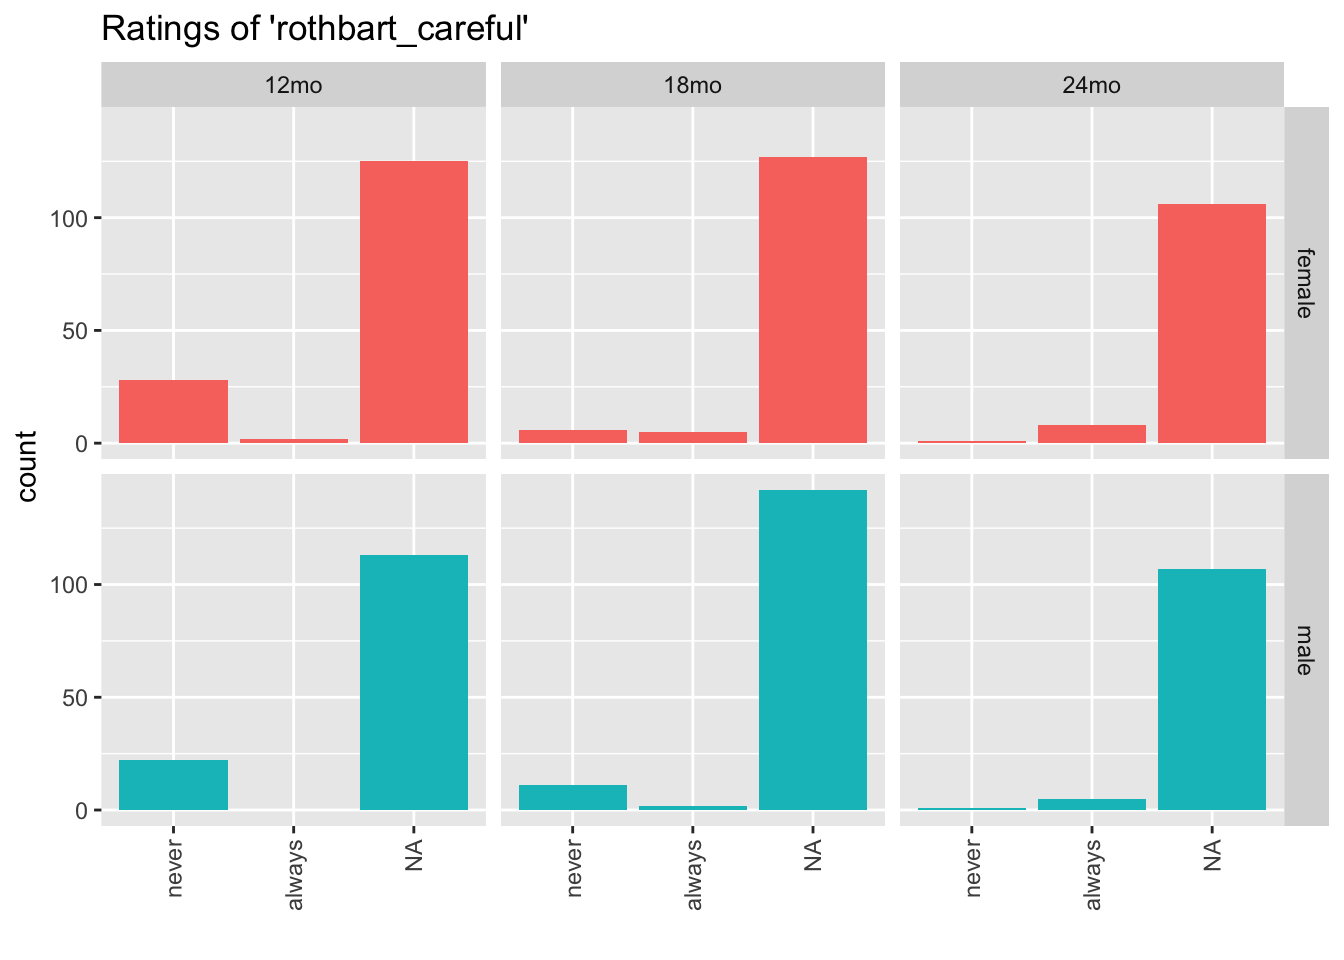 Ratings of 'rothbart_careful'
12mo
18mo
24mo
100
50
0
female
count
100
50
0
male
never
always
NA
never
always
NA
never
always
NA